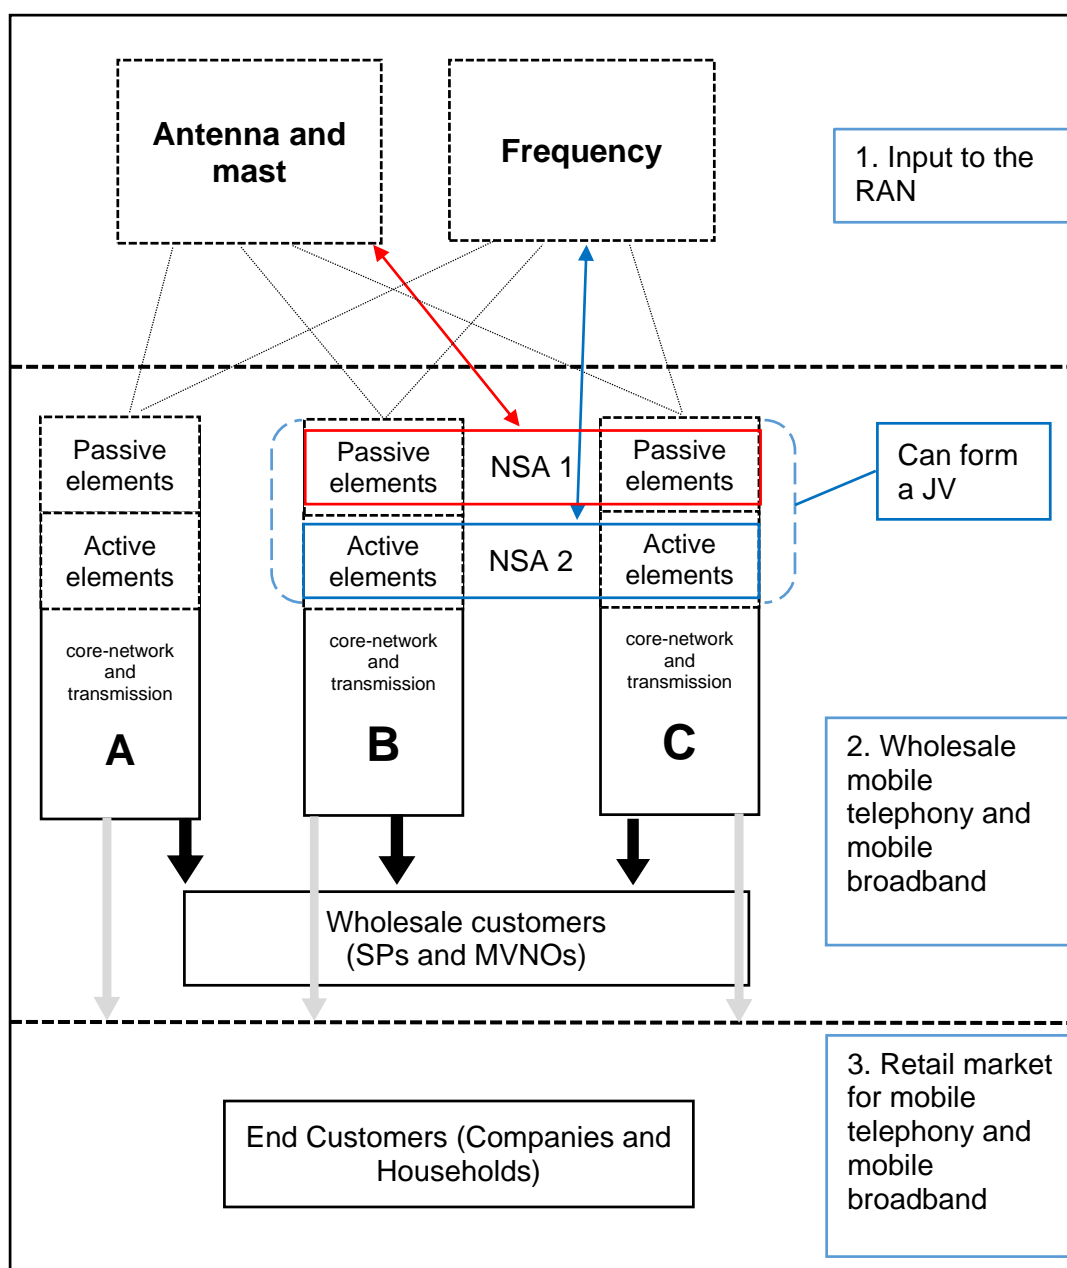 Antenna and
mast
Frequency
1. Input to the
RAN
Passive
elements
Passive
elements
NSA 1
Passive
elements
Can form
a JV
Active
elements
Active
elements
NSA 2
Active
elements
core-network
and
transmission
A
core-network
and
transmission
B
core-network
and
transmission
C
2. Wholesale
mobile
telephony and
mobile
broadband
Wholesale customers
(SPs and MVNOs)
3. Retail market
for mobile
telephony and
mobile
broadband
End Customers (Companies and
Households)